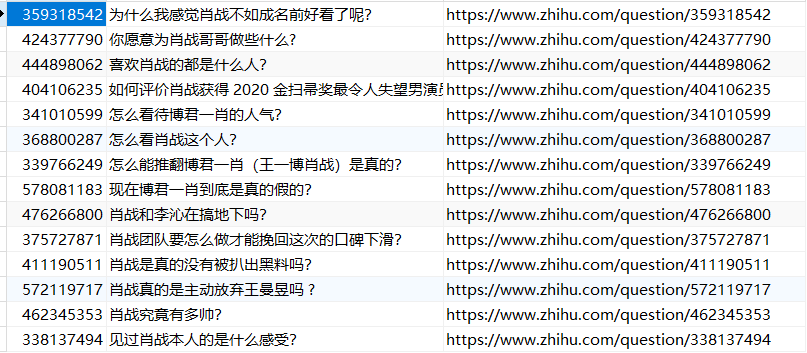 359318542 为什么我感觉肖战不如成名前好看了呢? https://www.zhihu.com/question/359318542
424377790 你愿意为肖战哥哥做些什么? https://www.zhihu.com/question/424377790
444898062 喜欢肖战的都是什么人? https://www.zhihu.com/question/444898062
404106235 如何评价肖战获得 2020 金扫帚奖最令人失望男演 https://www.zhihu.com/question/404106235
341010599 怎么看待博君一肖的人气? https://www.zhihu.com/question/341010599
368800287 怎么看肖战这个人? https://www.zhihu.com/question/368800287
339766249 怎么能推翻博君一肖（王一博肖战）是真的? https://www.zhihu.com/question/339766249
578081183 现在博君一肖到底是真的假的? https://www.zhihu.com/question/578081183
476266800 肖战和李沁在搞地下吗? https://www.zhihu.com/question/476266800
375727871 肖战团队要怎么做才能挽回这次的口碑下滑? https://www.zhihu.com/question/375727871
411190511 肖战是真的没有被扒出黑料吗? https://www.zhihu.com/question/411190511
572119717 肖战真的是主动放弃王曼昱吗 ? https://www.zhihu.com/question/572119717
462345353 肖战究竟有多帅? https://www.zhihu.com/question/462345353
338137494 见过肖战本人的是什么感受? https://www.zhihu.com/question/338137494